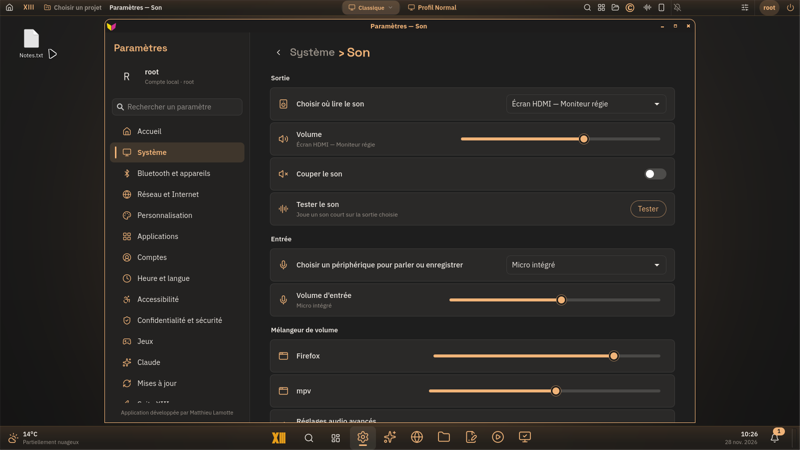 XIII
Choisir un projet
Paramètres — Son
Classique
Profil Normal
root
Notes.txt
Paramètres — Son
Paramètres
R
root
Compte local · root
Rechercher un paramètre
Accueil
Système
Bluetooth et appareils
Réseau et Internet
Personnalisation
Applications
Comptes
Heure et langue
Accessibilité
Confidentialité et sécurité
Jeux
Claude
Mises à jour
Application développée par Matthieu Lamotte
Système > Son
Sortie
Choisir où lire le son
Écran HDMI — Moniteur régie
Volume
Écran HDMI — Moniteur régie
Couper le son
Tester le son
Joue un son court sur la sortie choisie
Tester
Entrée
Choisir un périphérique pour parler ou enregistrer
Micro intégré
Volume d'entrée
Micro intégré
Mélangeur de volume
Firefox
mpv
Réglages audio avancés
14°C
Partiellement nuageux
XIII
10:26
28 nov. 2026
1